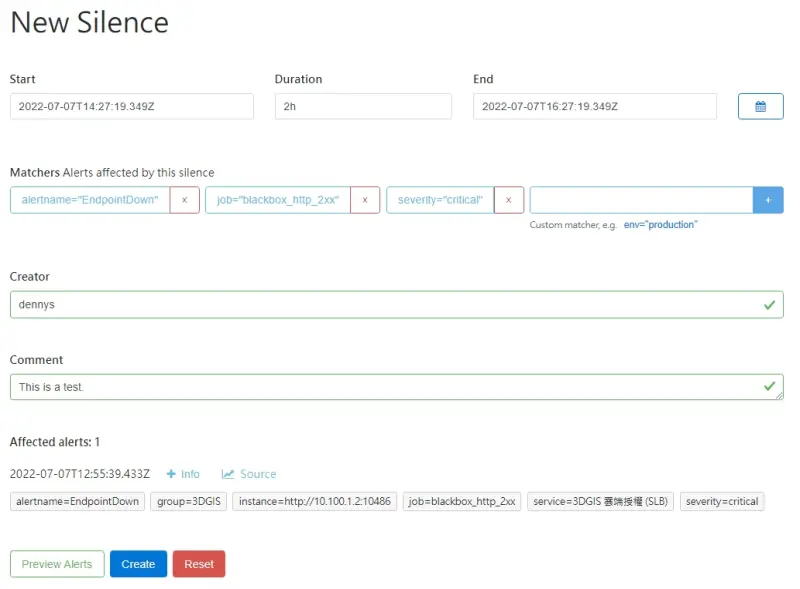 New Silence
Start Duration End
2022-07-07T14:27:19.349Z 2h 2022-07-07T16:27:19.349Z
Matchers Alerts affected by this silence
alertname="EndpointDown" x job="blackbox_http_2xx" x severity="critical" x +
Custom matcher, e.g. env="production"
Creator
dennys
Comment
This is a test.
Affected alerts: 1
2022-07-07T12:55:39.433Z + Info Source
alertname=EndpointDown group=3DGIS instance=http://10.100.1.2:10486 job=blackbox_http_2xx service=3DGIS 雲端授權 (SLB) severity=critical
Preview Alerts Create Reset